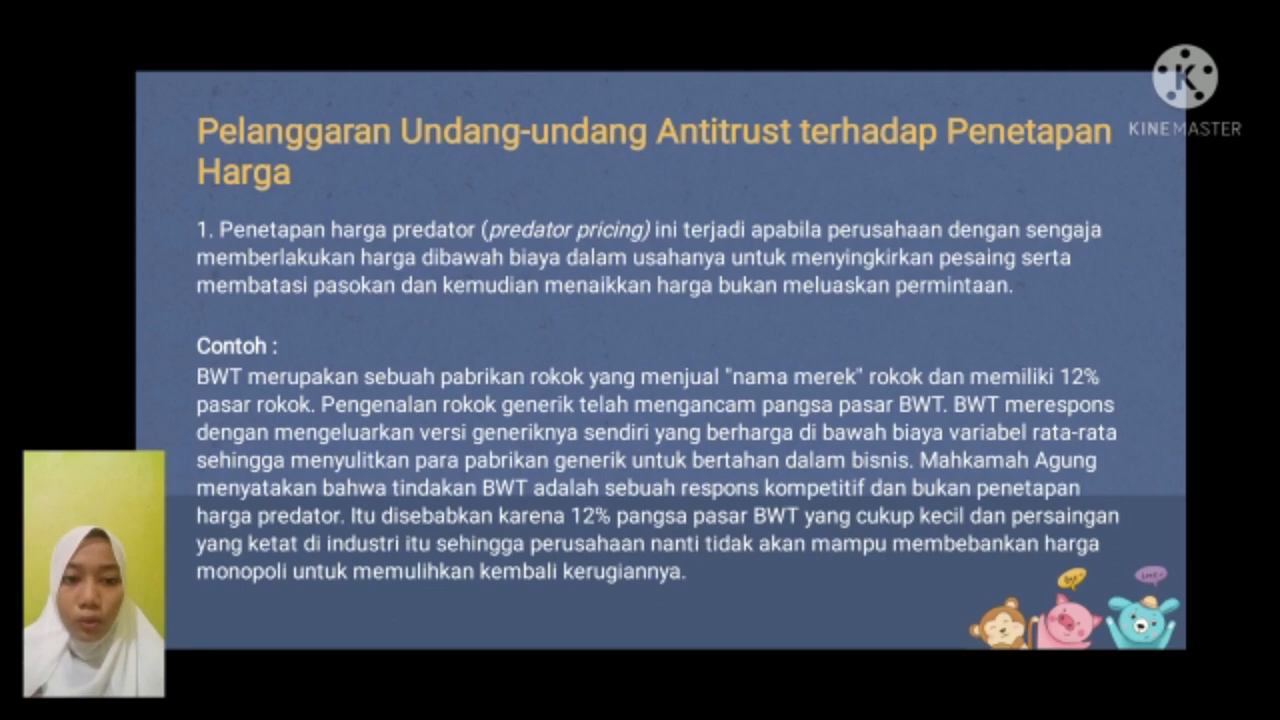 Pelanggaran Undang-undang Antitrust terhadap Penetapan
Harga
1. Penetapan harga predator (predator pricing) ini terjadi apabila perusahaan dengan sengaja
memberlakukan harga dibawah biaya dalam usahanya untuk menyingkirkan pesaing serta
membatasi pasokan dan kemudian menaikkan harga bukan meluaskan permintaan.
Contoh :
BWT merupakan sebuah pabrikan rokok yang menjual "nama merek" rokok dan memiliki 12%
pasar rokok. Pengenalan rokok generik telah mengancam pangsa pasar BWT. BWT merespons
dengan mengeluarkan versi generiknya sendiri yang berharga di bawah biaya variabel rata-rata
sehingga menyulitkan para pabrikan generik untuk bertahan dalam bisnis. Mahkamah Agung
menyatakan bahwa tindakan BWT adalah sebuah respons kompetitif dan bukan penetapan
harga predator. Itu disebabkan karena 12% pangsa pasar BWT yang cukup kecil dan persaingan
yang ketat di industri itu sehingga perusahaan nanti tidak akan mampu membebankan harga
monopoli untuk memulihkan kembali kerugiannya.
K
KINEMASTER